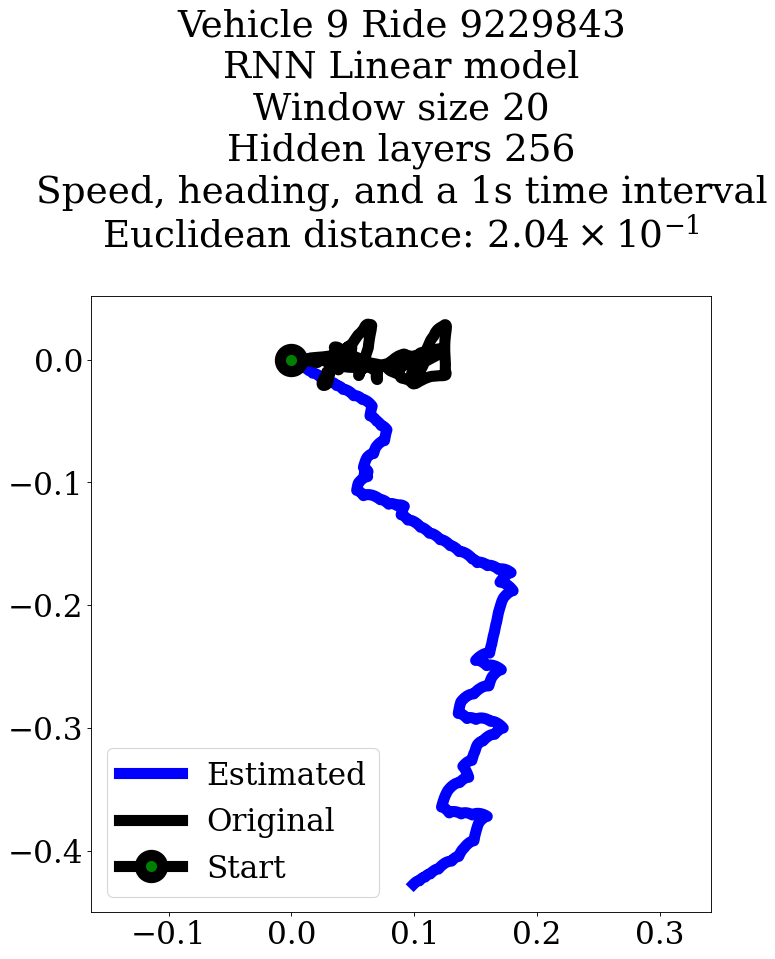 Vehicle 9 Ride 9229843
RNN Linear model
Window size 20
Hidden layers 256
Speed, heading, and a 1s time interval
Euclidean distance: 2.04 × 10⁻¹
0.0
−0.1
−0.2
−0.3
−0.4
Estimated
Original
Start
−0.1 0.0 0.1 0.2 0.3